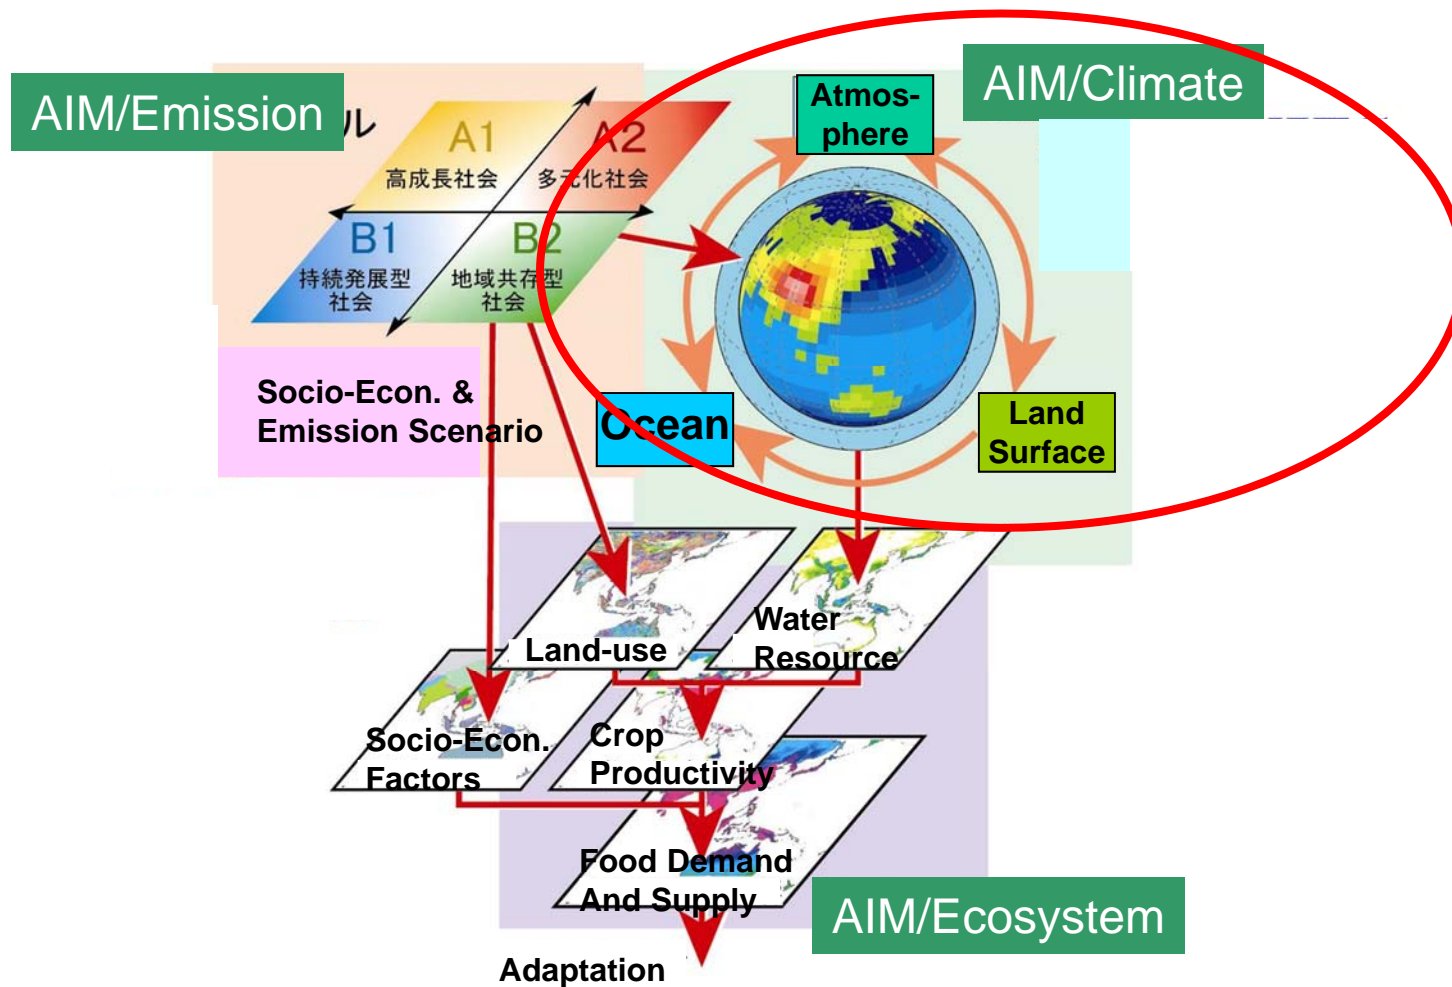 AIM/Emission
ル
A1
高成長社会
A2
多元化社会
B1
持続発展型
社会
B2
地域共存型
社会
Socio-Econ. &
Emission Scenario
AIM/Climate
Atmos-
phere
Ocean
Land
Surface
Land-use
Water
Resource
Socio-Econ.
Factors
Crop
Productivity
Food Demand
And Supply
AIM/Ecosystem
Adaptation